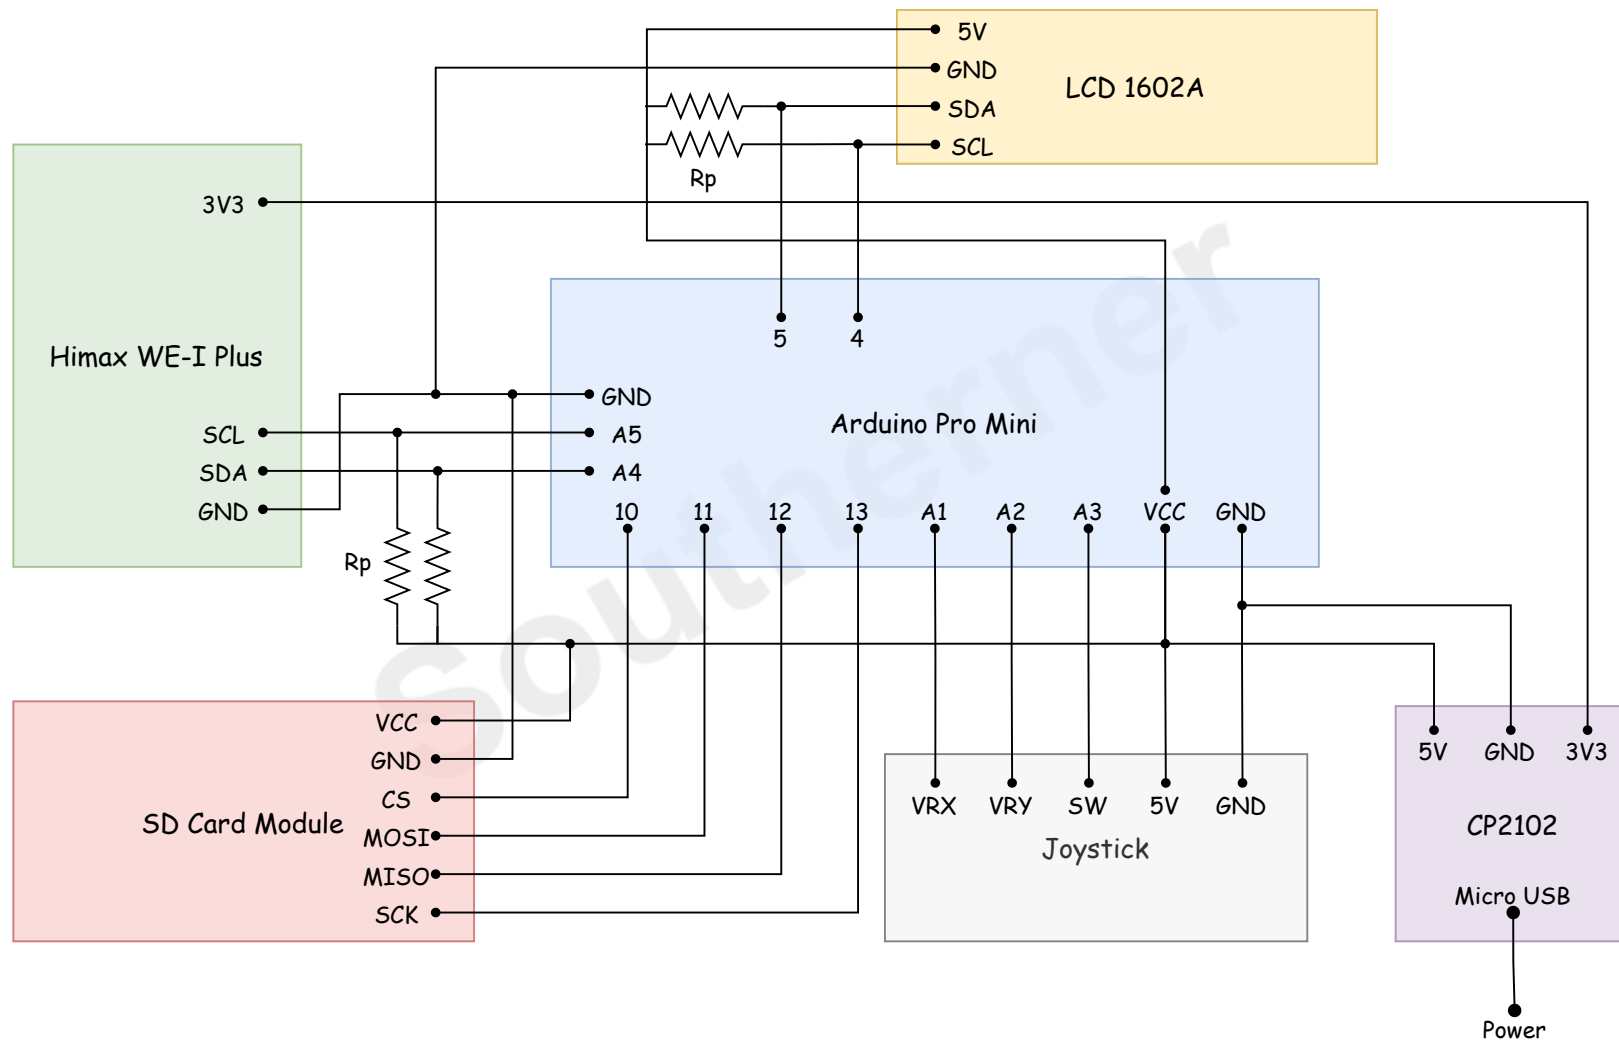 5V
GND
LCD 1602A
SDA
SCL
Rp
3V3
Himax WE-I Plus
5
4
GND
Arduino Pro Mini
SCL
A5
SDA
A4
GND
10
11
12
13
A1
A2
A3
VCC
GND
Rp
Southerner
VCC
GND
CS
SD Card Module
MOSI
MISO
SCK
VRX
VRY
SW
5V
GND
Joystick
5V
GND
3V3
CP2102
Micro USB
Power